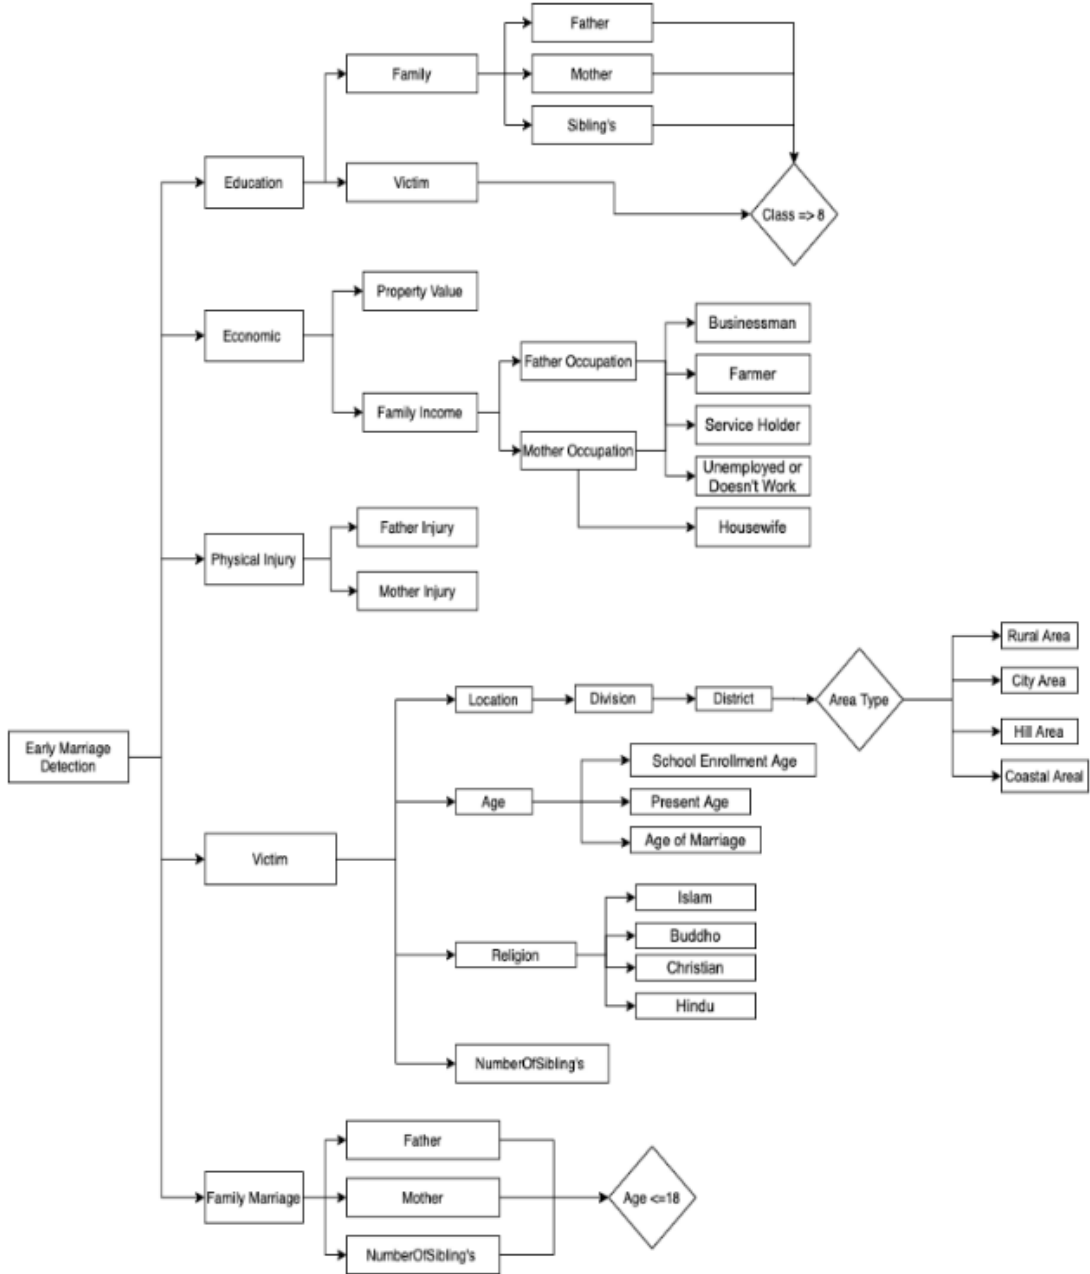 Father
Family
Mother
Sibling's
Education
Victim
Class => 8
Property Value
Economic
Businessman
Father Occupation
Farmer
Family Income
Service Holder
Mother Occupation
Unemployed or
Doesn't Work
Housewife
Father Injury
Physical Injury
Mother Injury
Rural Area
Location
Division
District
Area Type
City Area
Hill Area
Early Marriage
Detection
School Enrollment Age
Coastal Areal
Age
Present Age
Age of Marriage
Victim
Islam
Buddho
Religion
Christian
Hindu
NumberOfSibling's
Father
Family Marriage
Mother
Age <=18
NumberOfSibling's